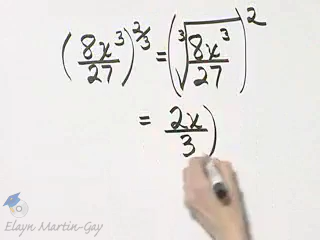 (8x³/27)^(2/3) = (∛(8x³/27))²
= 2x/3)
Elayn Martin-Gay